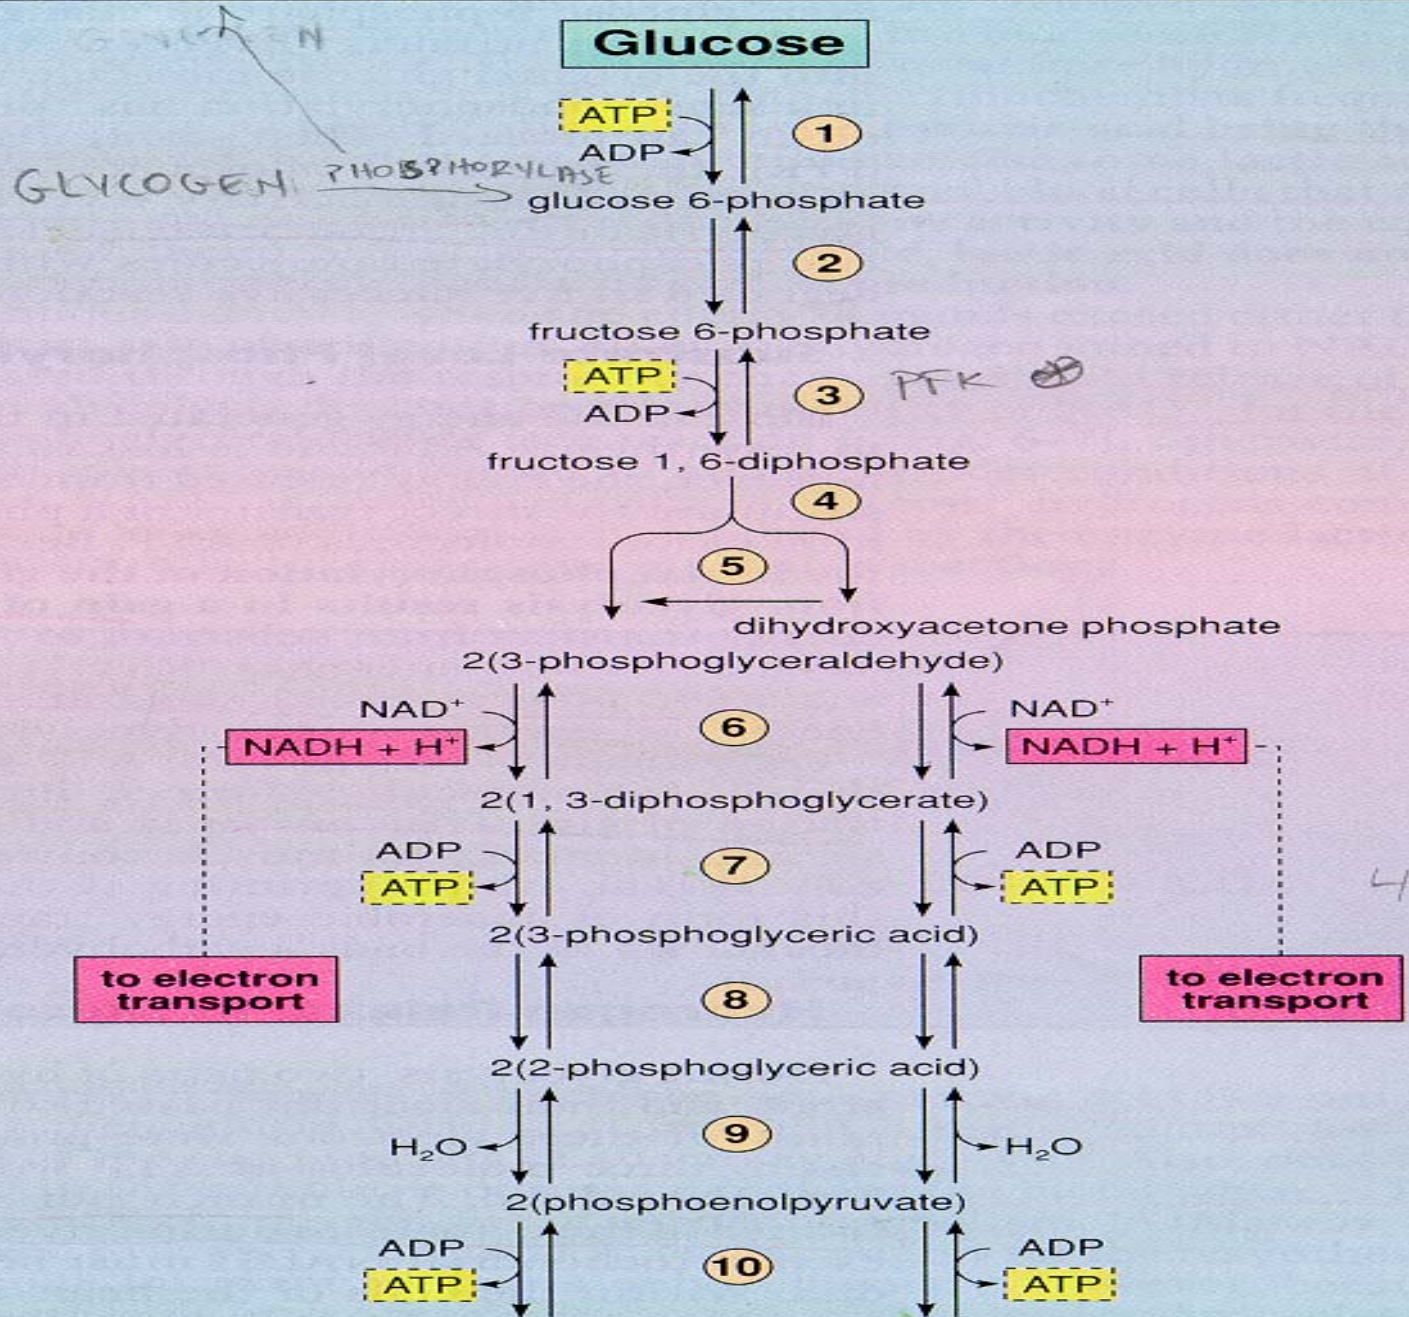 Glucose
ATP
ADP
1
GLYCOGEN PHOSPHORYLASE
glucose 6-phosphate
2
fructose 6-phosphate
ATP
ADP
3 PFK
fructose 1, 6-diphosphate
4
5
dihydroxyacetone phosphate
2(3-phosphoglyceraldehyde)
NAD⁺ NAD⁺
6
NADH + H⁺ NADH + H⁺
2(1, 3-diphosphoglycerate)
ADP ADP
7
ATP ATP
4
2(3-phosphoglyceric acid)
to electron
transport
to electron
transport
8
2(2-phosphoglyceric acid)
9
H₂O H₂O
2(phosphoenolpyruvate)
ADP ADP
10
ATP ATP